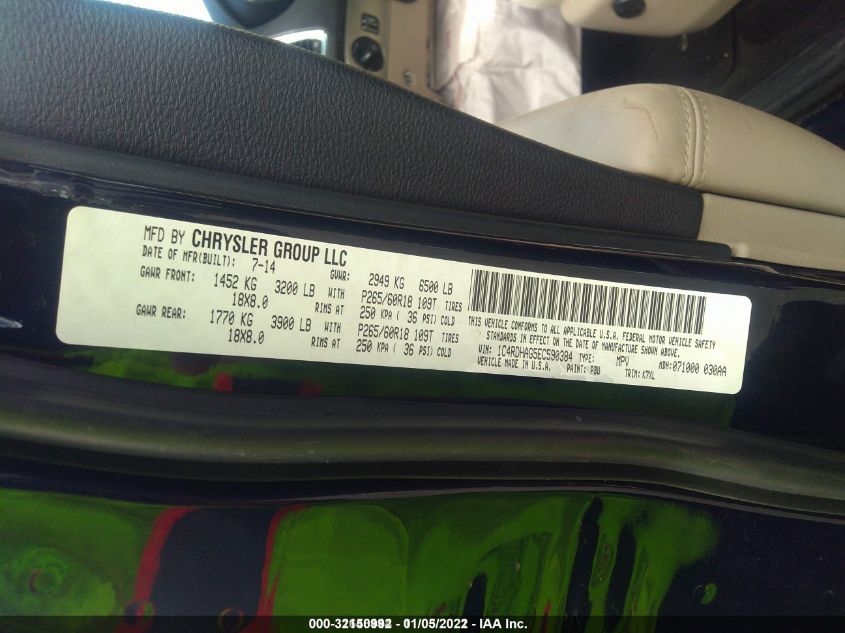 MFD BY CHRYSLER GROUP LLC
DATE OF MFR(BUILT): 7-14 GVWR: 2949 KG 6500 LB
GAWR FRONT: 1452 KG 3200 LB WITH P265/60R18 109T TIRES
18X8.0 RIMS AT 250 KPA ( 36 PSI) COLD
GAWR REAR: 1770 KG 3900 LB WITH P265/60R18 109T TIRES
18X8.0 RIMS AT 250 KPA ( 36 PSI) COLD
THIS VEHICLE CONFORMS TO ALL APPLICABLE U.S.A. FEDERAL MOTOR VEHICLE SAFETY
STANDARDS IN EFFECT ON THE DATE OF MANUFACTURE SHOWN ABOVE.
VIN: 1C4RDHAG5EC590384 TYPE: MPV MDH:071000 030AA
VEHICLE MADE IN U.S.A. PAINT: PBU TRIM: K7XL
01/05/2022 - IAA Inc.